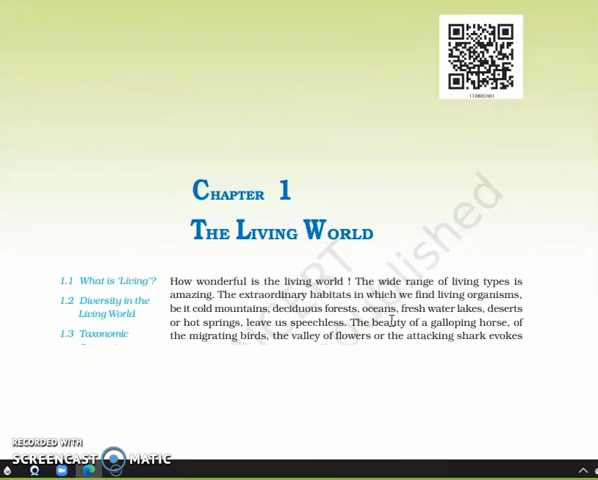 11080CH01
CHAPTER 1
THE LIVING WORLD
1.1 What is 'Living'?
1.2 Diversity in the
Living World
1.3 Taxonomic
How wonderful is the living world ! The wide range of living types is
amazing. The extraordinary habitats in which we find living organisms,
be it cold mountains, deciduous forests, oceans, fresh water lakes, deserts
or hot springs, leave us speechless. The beauty of a galloping horse, of
the migrating birds, the valley of flowers or the attacking shark evokes
republished
RECORDED WITH
SCREENCAST MATIC